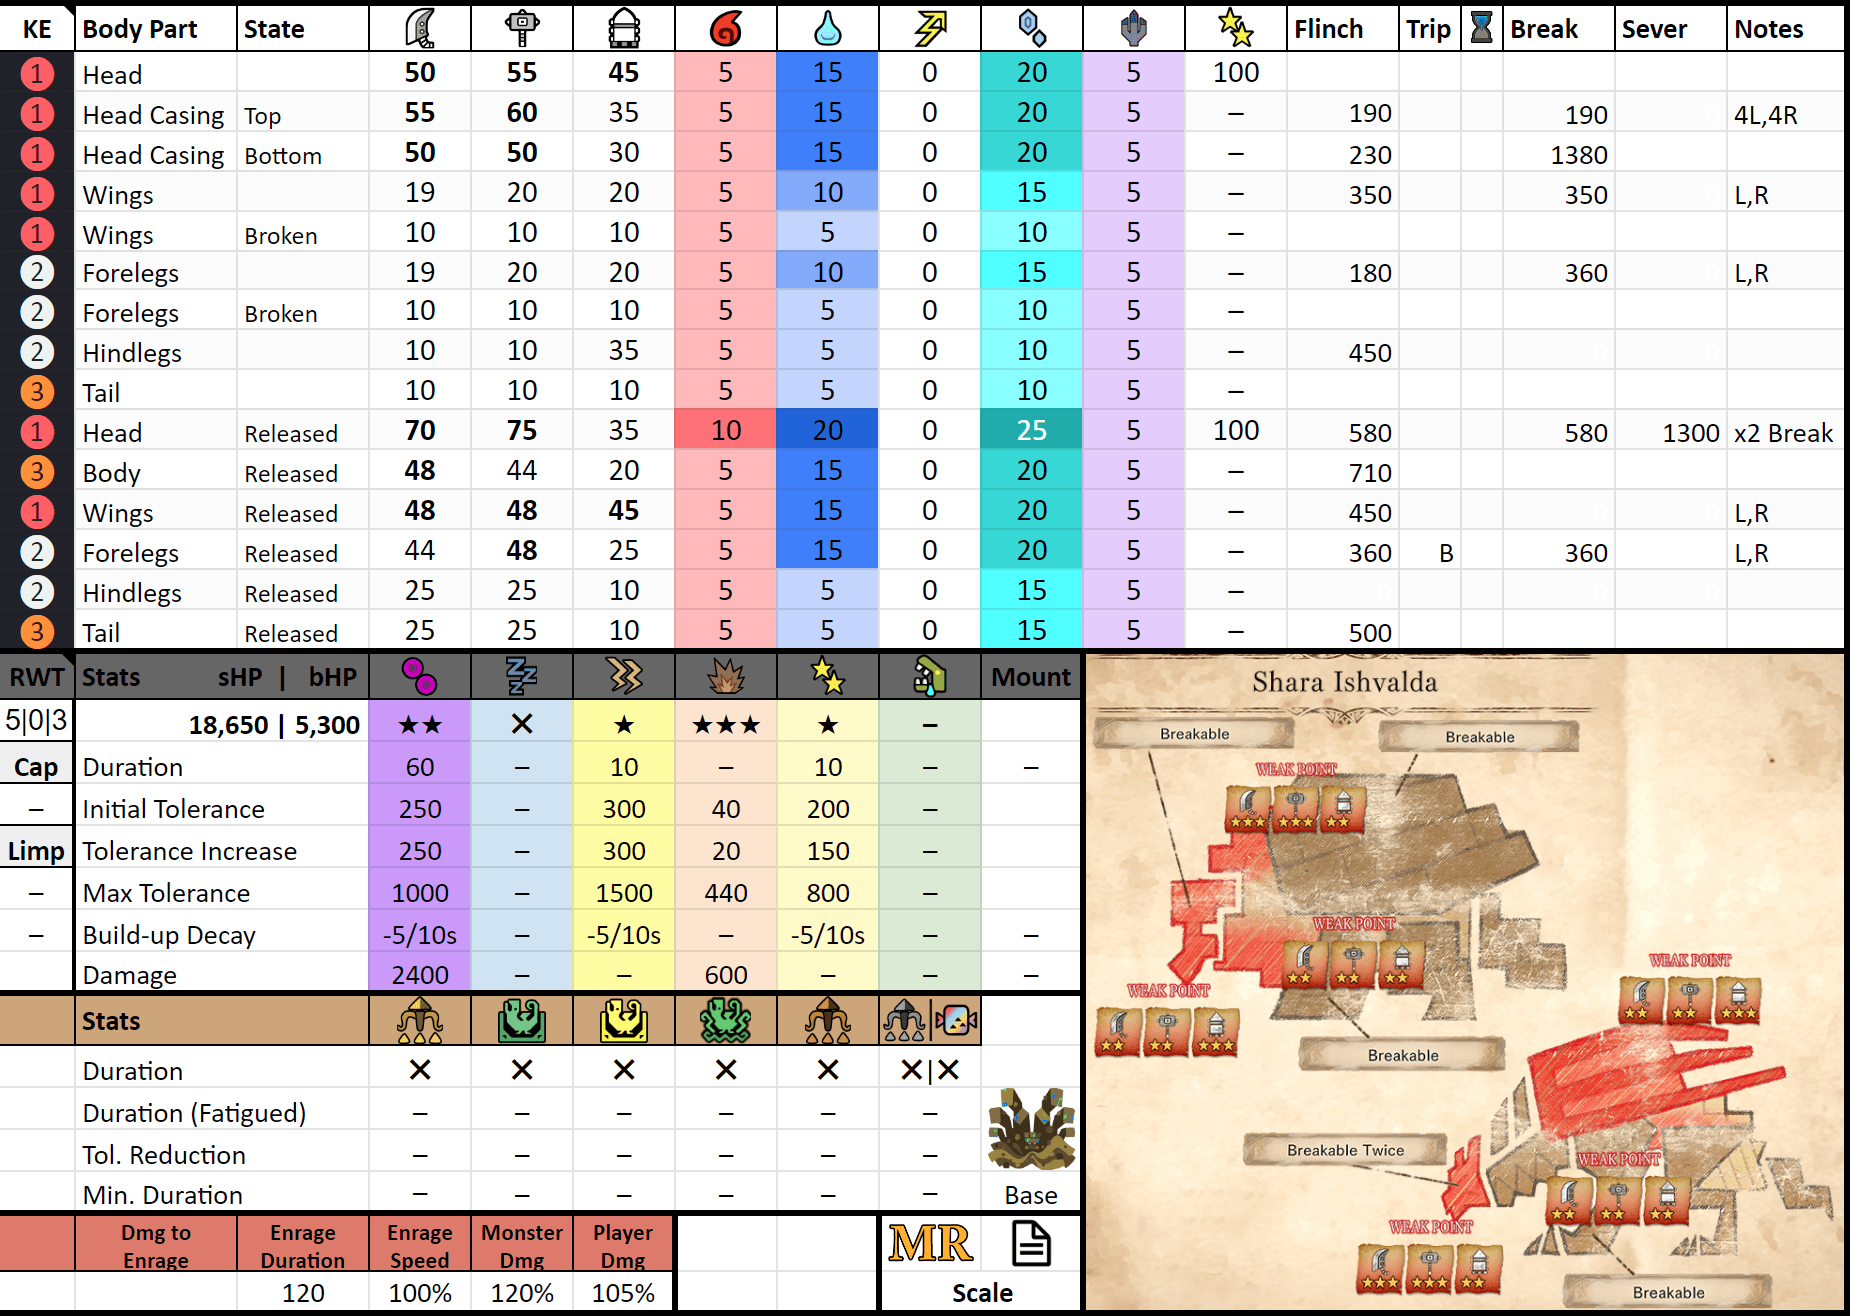 KE Body Part State Flinch Trip Break Sever Notes
1 Head 50 55 45 5 15 0 20 5 100
1 Head Casing Top 55 60 35 5 15 0 20 5 – 190 190 4L,4R
1 Head Casing Bottom 50 50 30 5 15 0 20 5 – 230 1380
1 Wings 19 20 20 5 10 0 15 5 – 350 350 L,R
1 Wings Broken 10 10 10 5 5 0 10 5 –
2 Forelegs 19 20 20 5 10 0 15 5 – 180 360 L,R
2 Forelegs Broken 10 10 10 5 5 0 10 5 –
2 Hindlegs 10 10 35 5 5 0 10 5 – 450
3 Tail 10 10 10 5 5 0 10 5 –
1 Head Released 70 75 35 10 20 0 25 5 100 580 580 1300 x2 Break
3 Body Released 48 44 20 5 15 0 20 5 – 710
1 Wings Released 48 48 45 5 15 0 20 5 – 450 L,R
2 Forelegs Released 44 48 25 5 15 0 20 5 – 360 B 360 L,R
2 Hindlegs Released 25 25 10 5 5 0 15 5 –
3 Tail Released 25 25 10 5 5 0 15 5 – 500
RWT Stats sHP | bHP Mount
5|0|3 18,650 | 5,300 ★★ ✕ ★ ★★★ ★ –
Cap Duration 60 – 10 – 10 – –
– Initial Tolerance 250 – 300 40 200 –
Limp Tolerance Increase 250 – 300 20 150 –
– Max Tolerance 1000 – 1500 440 800 –
– Build-up Decay -5/10s – -5/10s – -5/10s – –
Damage 2400 – – 600 – – –
Stats
Duration ✕ ✕ ✕ ✕ ✕ ✕|✕
Duration (Fatigued) – – – – – –
Tol. Reduction – – – – – –
Min. Duration – – – – – – Base
Dmg to Enrage Enrage Duration Enrage Speed Monster Dmg Player Dmg MR
120 100% 120% 105% Scale
Shara Ishvalda
Breakable
Breakable
WEAK POINT
★★★ ★★★ ★★
WEAK POINT
★★ ★★ ★★
WEAK POINT
★★ ★★ ★★★
WEAK POINT
★★ ★★ ★★★
Breakable
Breakable Twice
WEAK POINT
★★ ★★ ★★
WEAK POINT
★★★ ★★★ ★★
Breakable